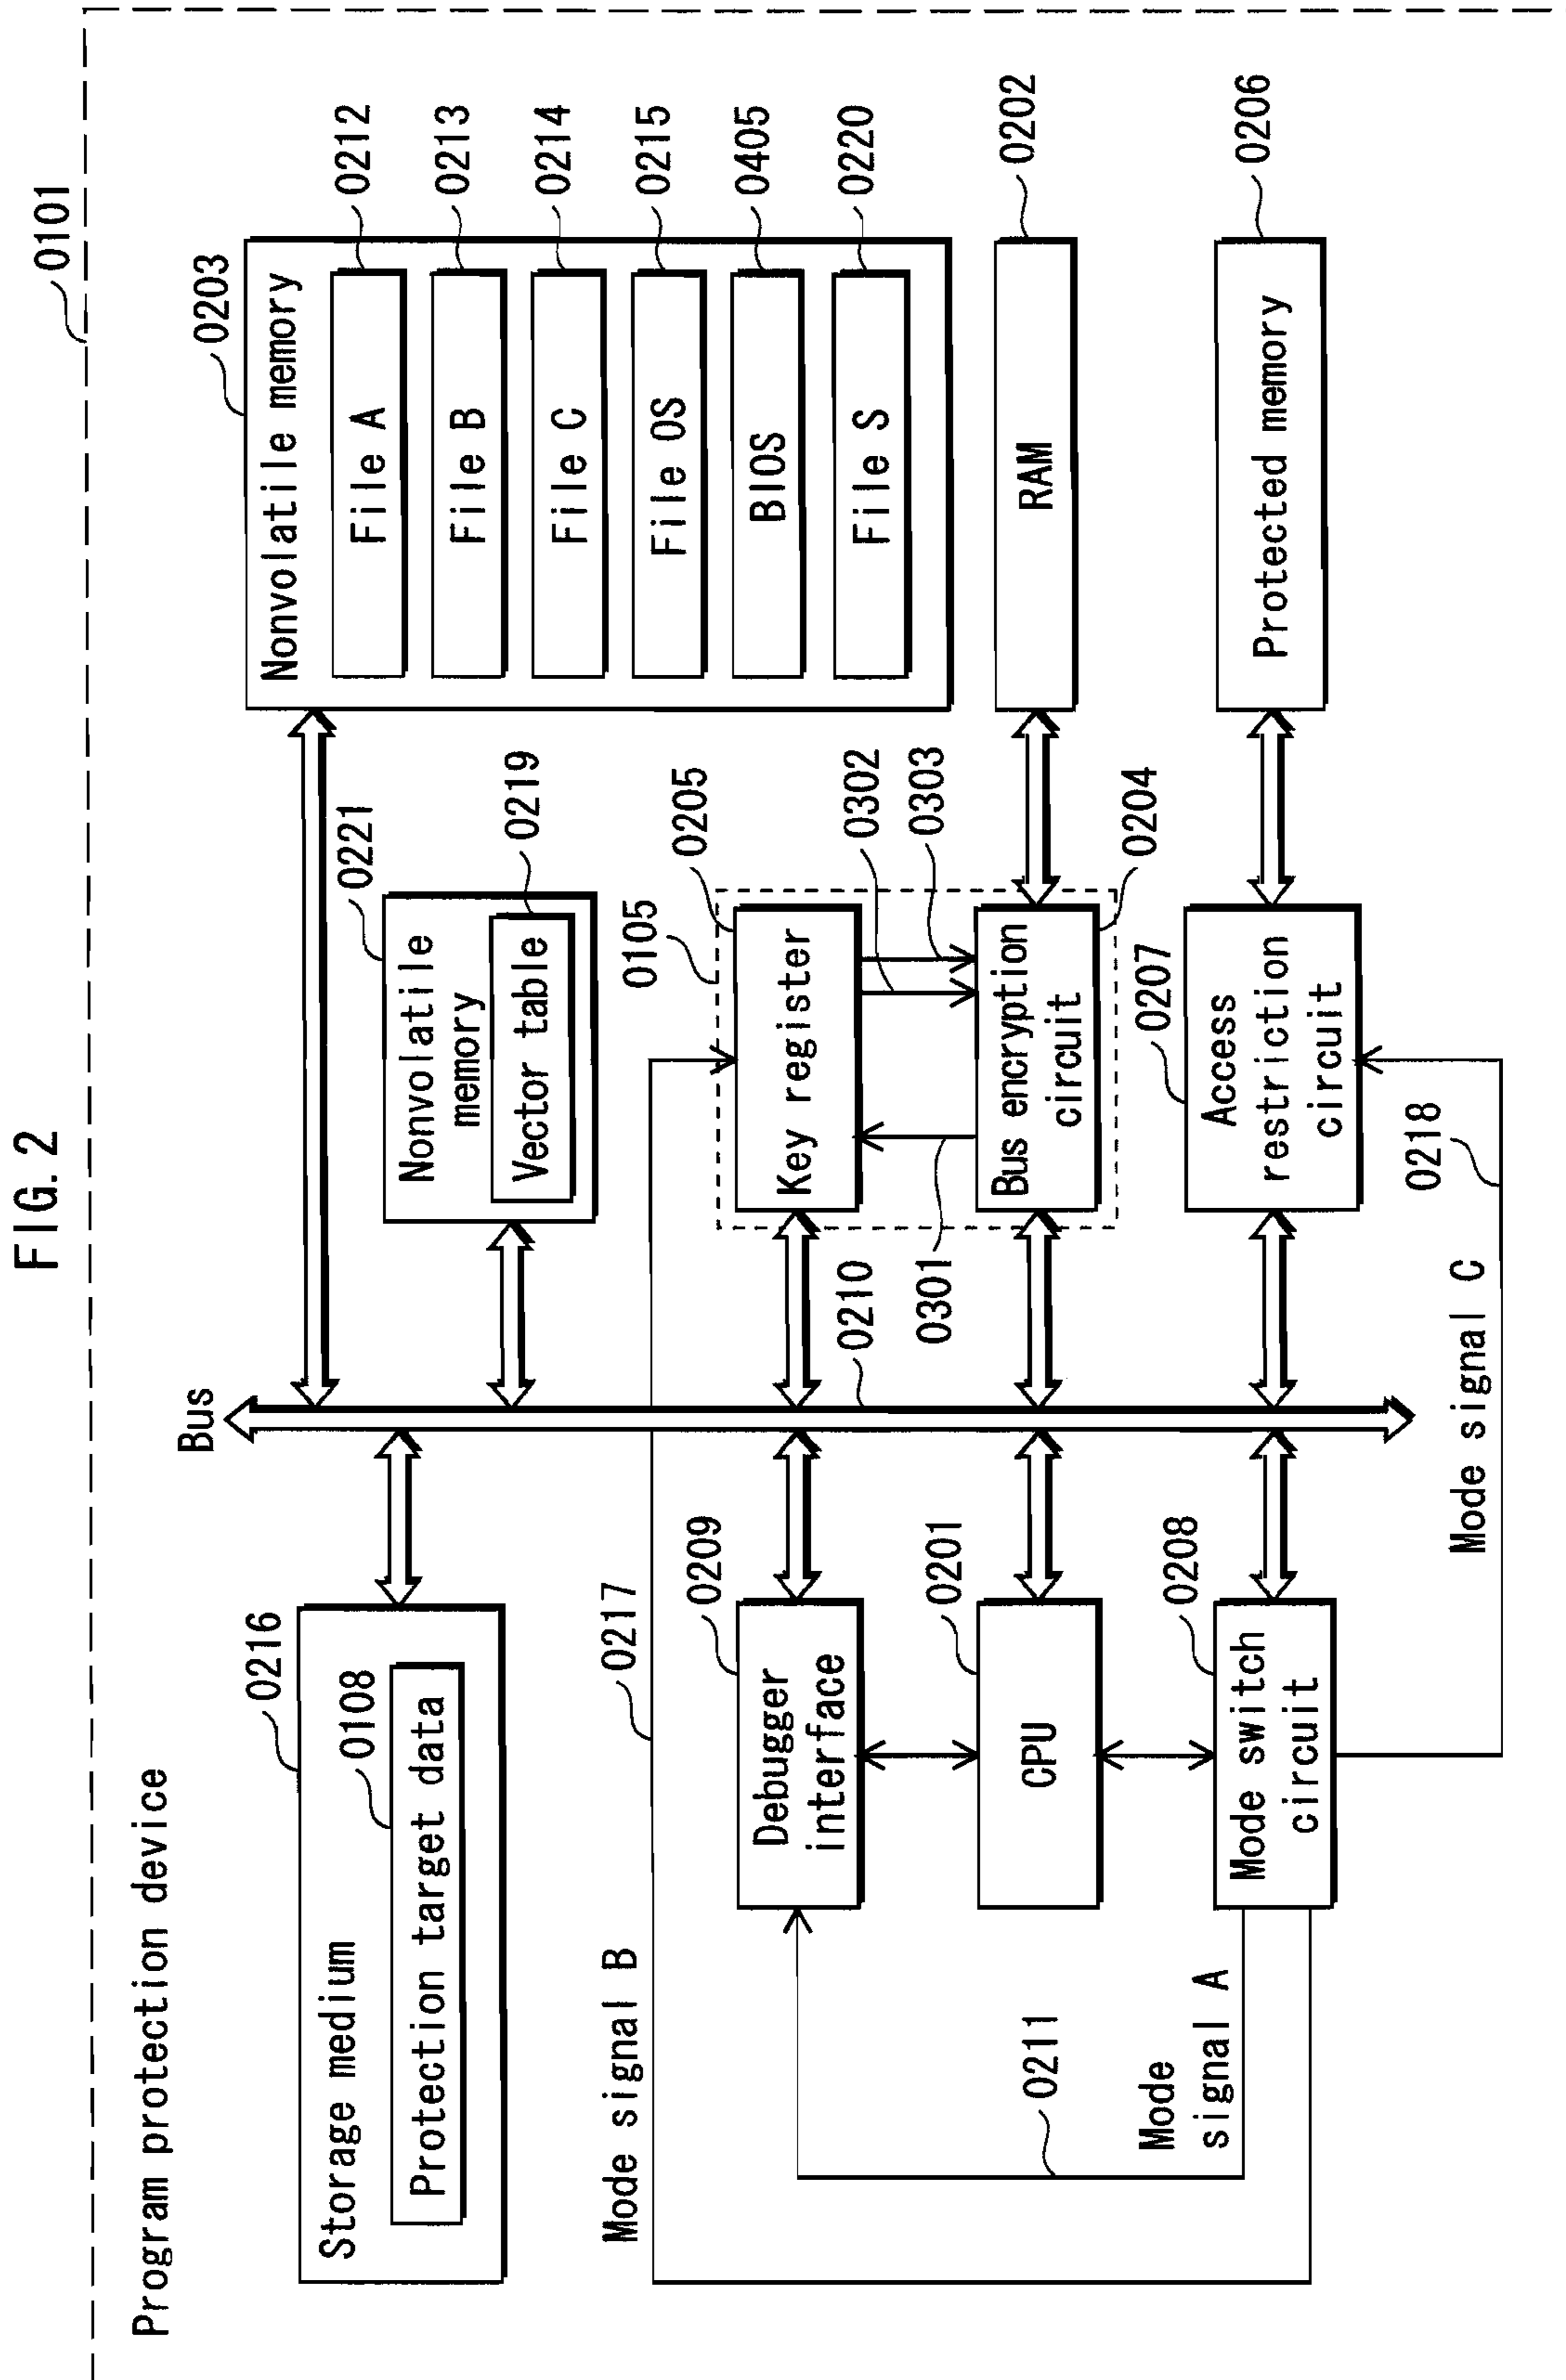 FIG. 2
0101
Program protection device
Bus
0216
Storage medium
0108
Protection target data
0203
Nonvolatile memory
File A
0212
File B
0213
File C
0214
File OS
0215
BIOS
0405
File S
0220
0221
Nonvolatile
memory
0219
Vector table
Mode signal B
0217
0209
Debugger
interface
0105
0205
Key register
0210
0301
0302
0303
0201
CPU
Bus encryption
circuit
0204
RAM
0202
0211
Mode
signal A
0208
Mode switch
circuit
0207
Access
restriction
circuit
Protected memory
0206
Mode signal C
0218